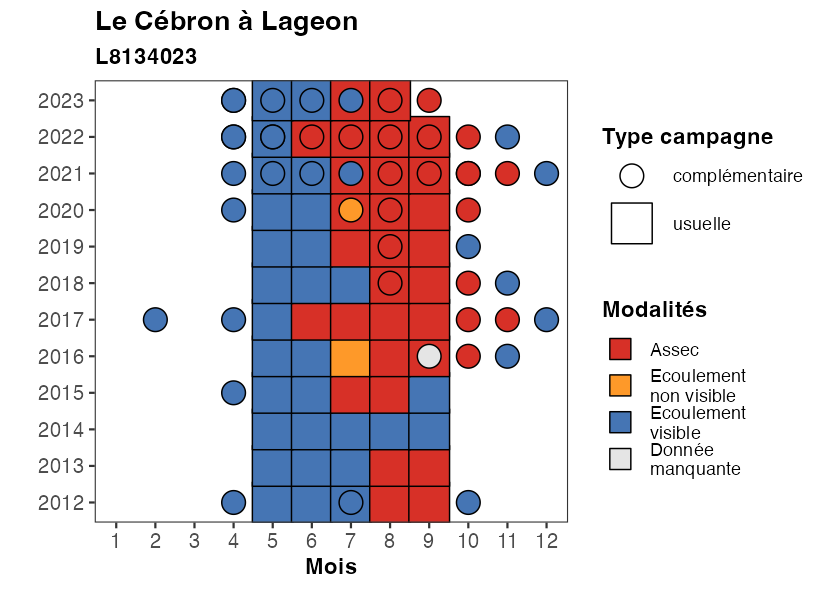 Le Cébron à Lageon
L8134023
2023
2022
2021
2020
2019
2018
2017
2016
2015
2014
2013
2012
1 2 3 4 5 6 7 8 9 10 11 12
Mois
Type campagne
complémentaire
usuelle
Modalités
Assec
Ecoulement
non visible
Ecoulement
visible
Donnée
manquante